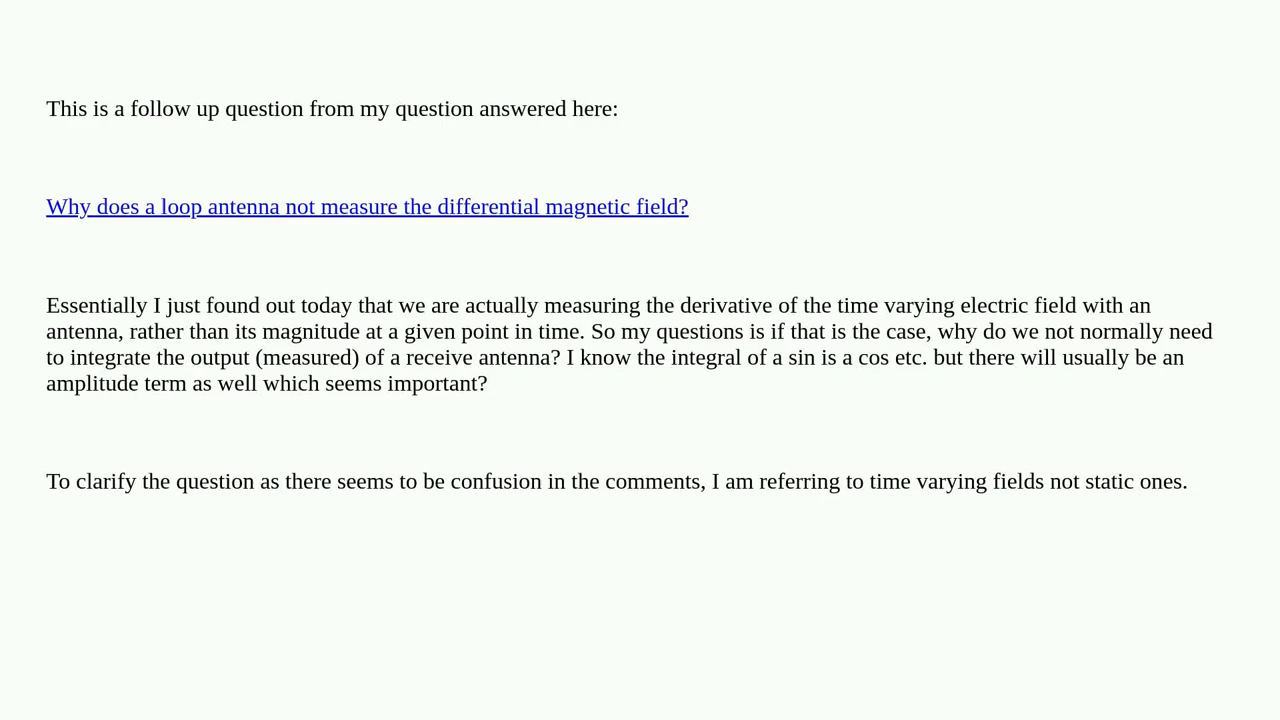 This is a follow up question from my question answered here:
Why does a loop antenna not measure the differential magnetic field?
Essentially I just found out today that we are actually measuring the derivative of the time varying electric field with an
antenna, rather than its magnitude at a given point in time. So my questions is if that is the case, why do we not normally need
to integrate the output (measured) of a receive antenna? I know the integral of a sin is a cos etc. but there will usually be an
amplitude term as well which seems important?
To clarify the question as there seems to be confusion in the comments, I am referring to time varying fields not static ones.